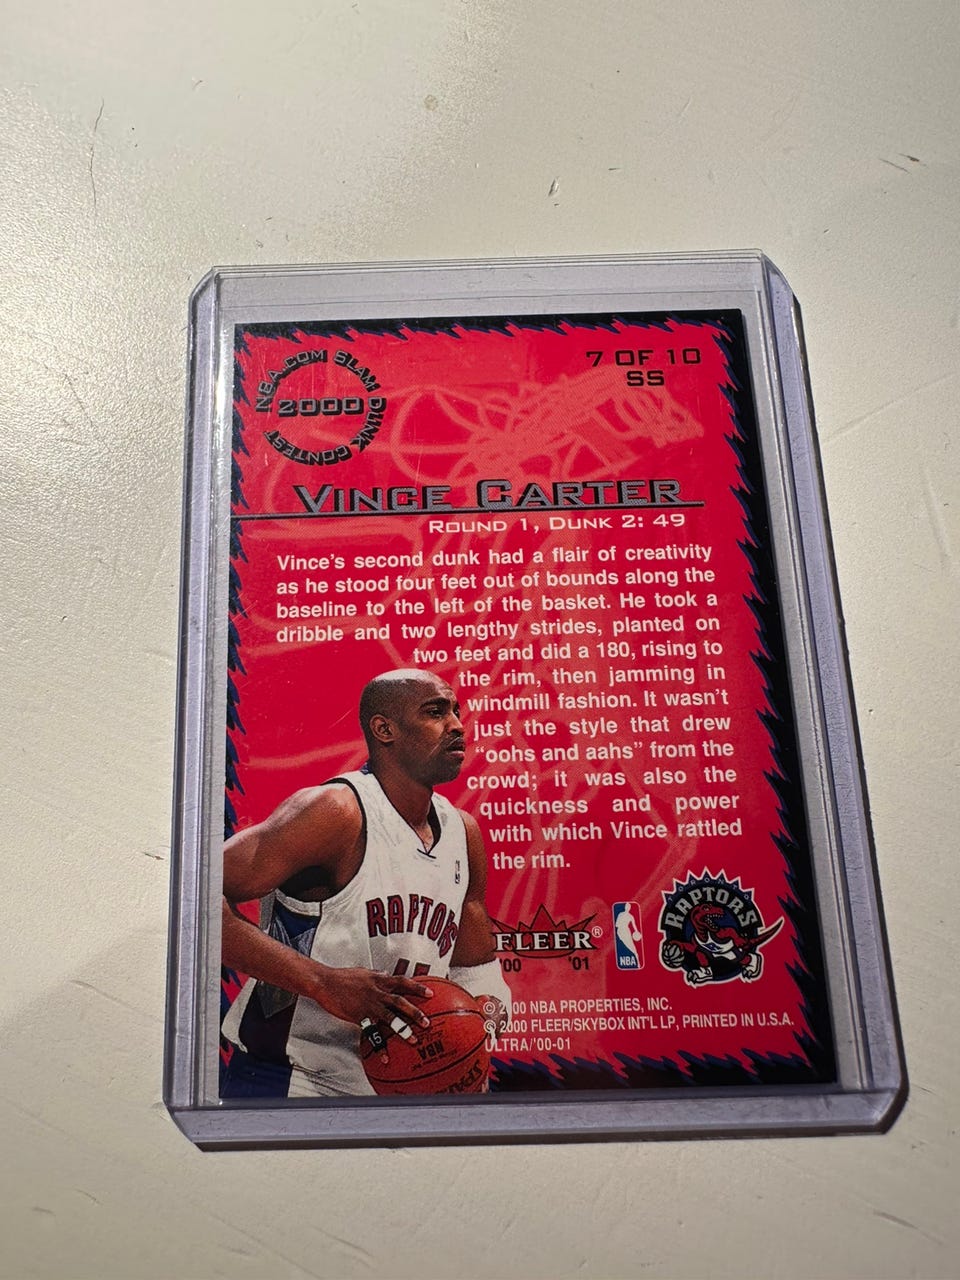 NBA.COM SLAM DUNK CONTEST
2000
7 OF 10
SS
VINCE CARTER
ROUND 1, DUNK 2: 49
Vince's second dunk had a flair of creativity
as he stood four feet out of bounds along the
baseline to the left of the basket. He took a
dribble and two lengthy strides, planted on
two feet and did a 180, rising to
the rim, then jamming in
windmill fashion. It wasn't
just the style that drew
“oohs and aahs” from the
crowd; it was also the
quickness and power
with which Vince rattled
the rim.
RAPTORS
15
NBA
SPA
FLEER®
'00 '01
NBA
TORONTO
RAPTORS
© 2000 NBA PROPERTIES, INC.
© 2000 FLEER/SKYBOX INT'L LP, PRINTED IN U.S.A.
ULTRA/'00-01